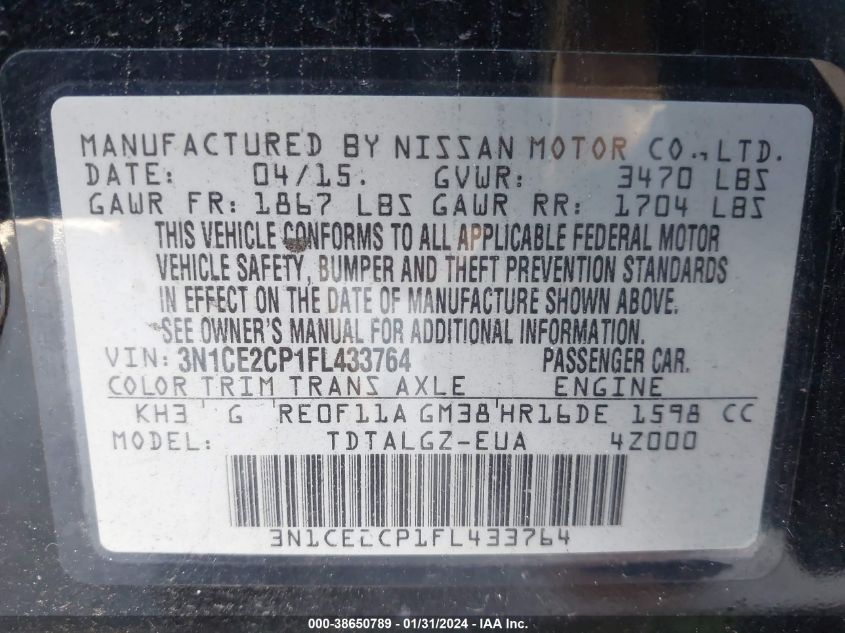 MANUFACTURED BY NISSAN MOTOR CO., LTD.
DATE: 04/15. GVWR: 3470 LBS
GAWR FR: 1867 LBS GAWR RR: 1704 LBS
THIS VEHICLE CONFORMS TO ALL APPLICABLE FEDERAL MOTOR
VEHICLE SAFETY, BUMPER AND THEFT PREVENTION STANDARDS
IN EFFECT ON THE DATE OF MANUFACTURE SHOWN ABOVE.
SEE OWNER'S MANUAL FOR ADDITIONAL INFORMATION.
VIN: 3N1CE2CP1FL433764 PASSENGER CAR.
COLOR TRIM TRANS AXLE ENGINE
KH3 G RE0F11A GM38 HR16DE 1598 CC
MODEL: TDTALGZ-EUA 4Z000
3N1CE2CP1FL433764
000-38650789 - 01/31/2024 - IAAI.com